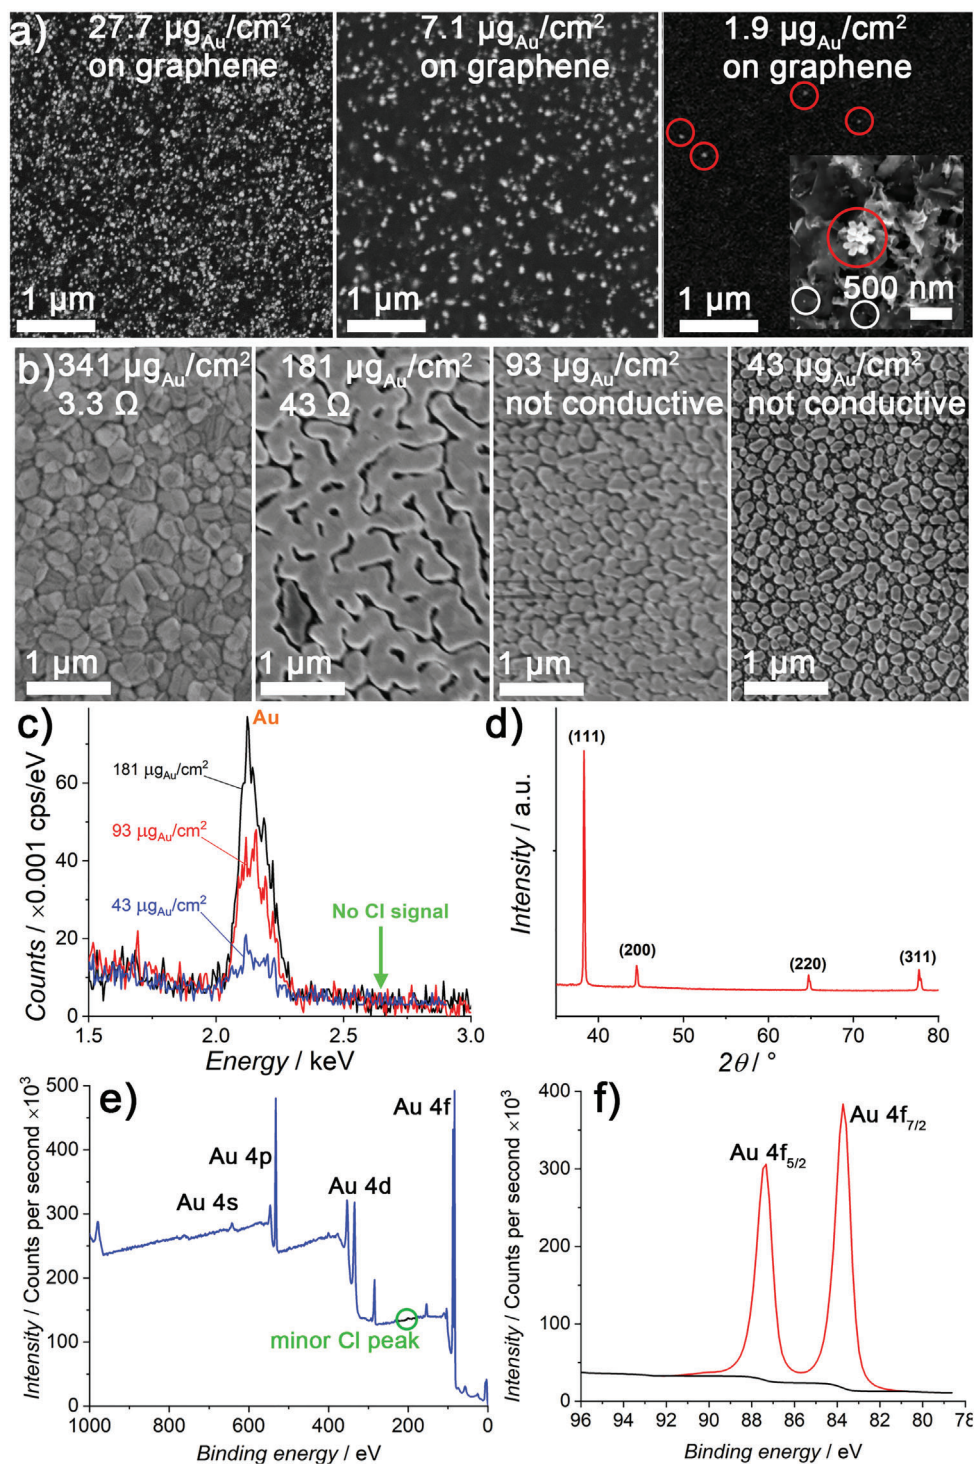 a) 27.7 µgAu/cm2
on graphene
1 µm
7.1 µgAu/cm2
on graphene
1 µm
1.9 µgAu/cm2
on graphene
500 nm
1 µm
b) 341 µgAu/cm2
3.3 Ω
1 µm
181 µgAu/cm2
43 Ω
1 µm
93 µgAu/cm2
not conductive
1 µm
43 µgAu/cm2
not conductive
1 µm
c)
Au
181 µgAu/cm2
93 µgAu/cm2
43 µgAu/cm2
No Cl signal
Counts / ×0.001 cps/eV
60
40
20
0
1.5 2.0 2.5 3.0
Energy / keV
d)
(111)
(200)
(220)
(311)
Intensity / a.u.
40 50 60 70 80
2θ / °
e)
Au 4f
Au 4p
Au 4d
Au 4s
minor Cl peak
Intensity / Counts per second ×103
500
400
300
200
100
0
1000 800 600 400 200 0
Binding energy / eV
f)
Au 4f7/2
Au 4f5/2
Intensity / Counts per second ×103
400
300
200
100
0
96 94 92 90 88 86 84 82 80 78
Binding energy / eV